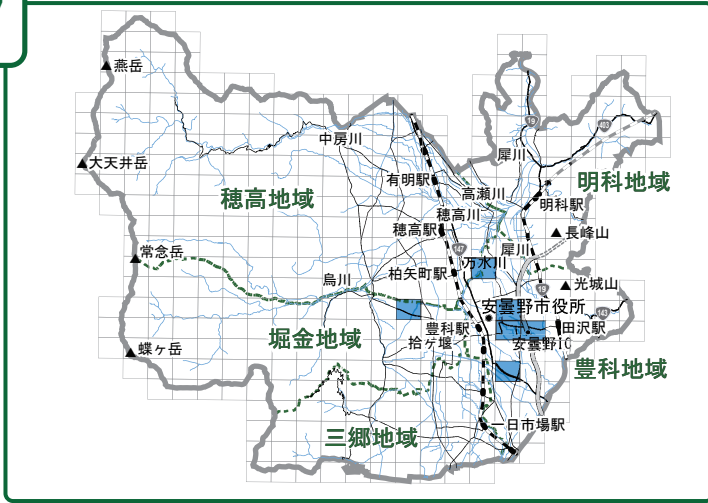 燕岳
大天井岳
中房川
犀川
19
403
有明駅
高瀬川
明科地域
穂高地域
穂高川
明科駅
穂高駅
長峰山
常念岳
147
犀川
万水川
烏川
柏矢町駅
光城山
19
安曇野市役所
143
堀金地域
豊科駅
田沢駅
拾ケ堰
安曇野IC
蝶ヶ岳
豊科地域
一日市場駅
三郷地域